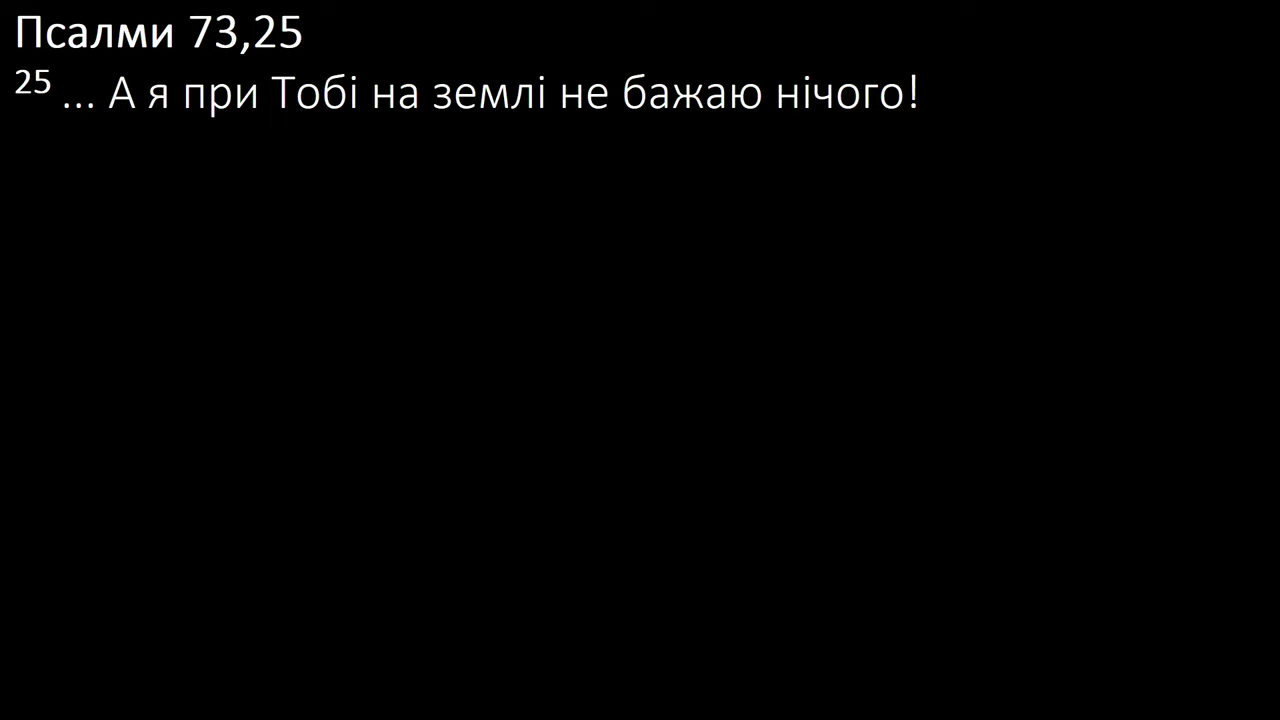 Псалми 73,25
25 ... А я при Тобі на землі не бажаю нічого!